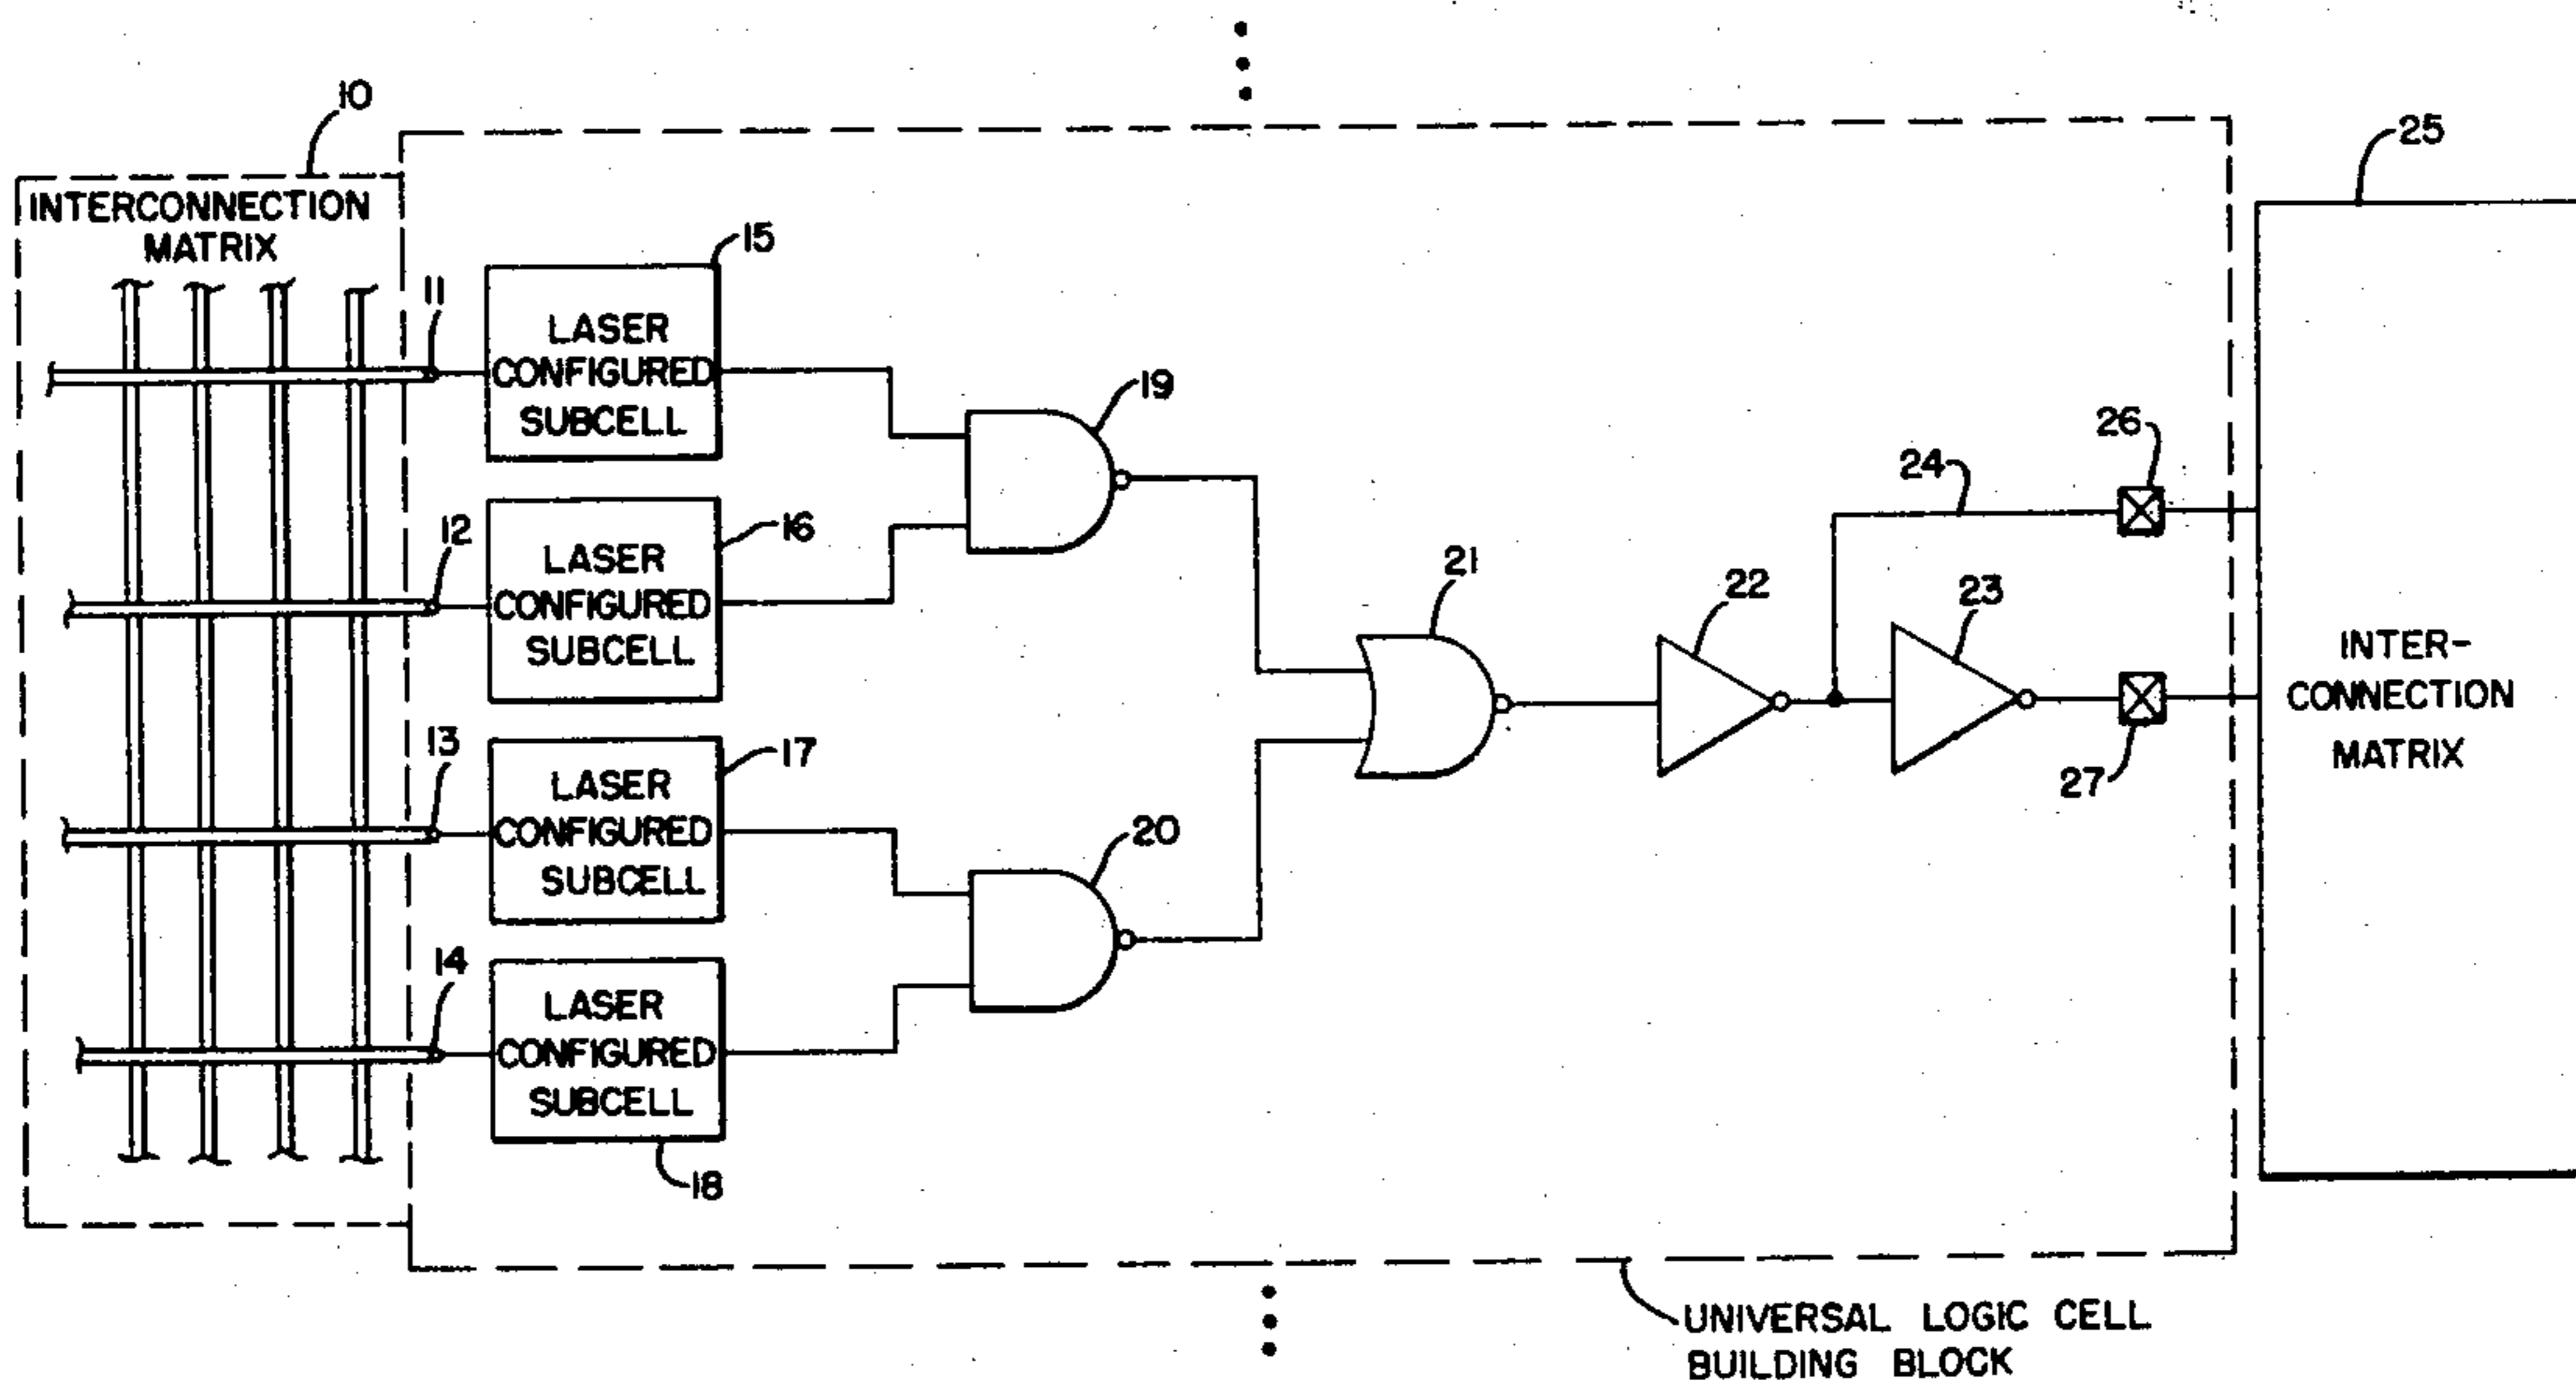 10
25
INTERCONNECTION
MATRIX
15
11
LASER
CONFIGURED
SUBCELL
19
26
24
12
16
LASER
CONFIGURED
SUBCELL
21
22
23
INTER-
CONNECTION
MATRIX
13
17
27
LASER
CONFIGURED
SUBCELL
20
14
LASER
CONFIGURED
SUBCELL
18
UNIVERSAL LOGIC CELL
BUILDING BLOCK